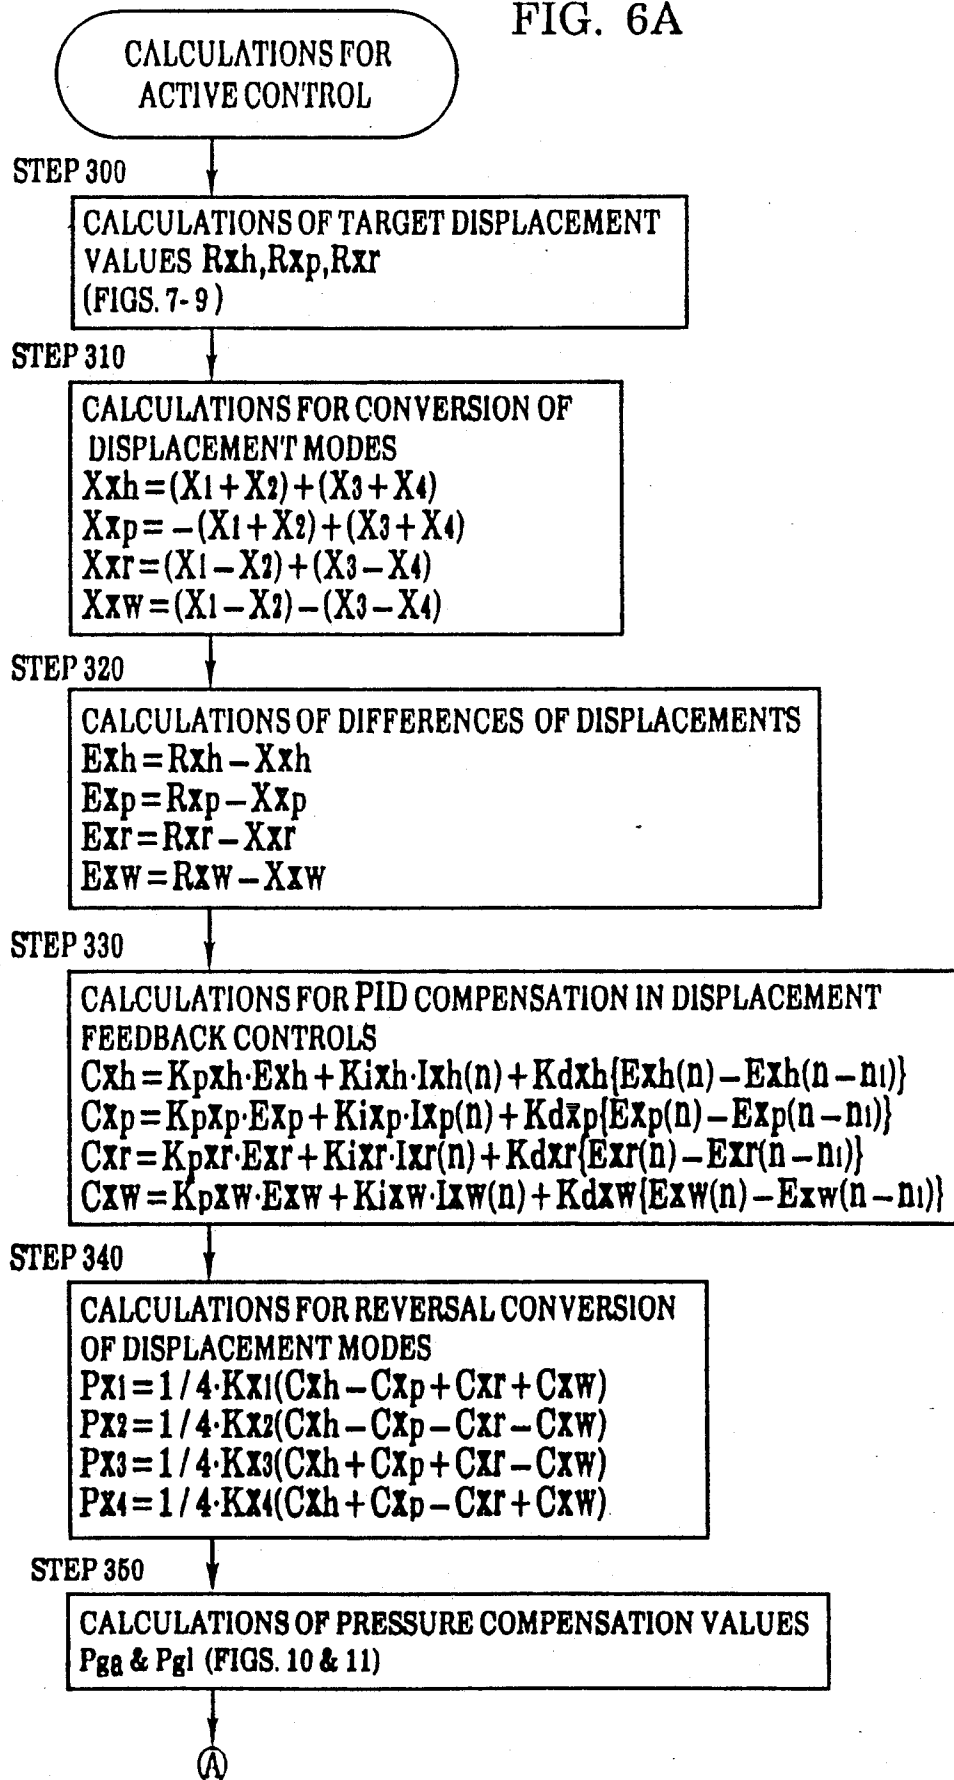 FIG. 6A
CALCULATIONS FOR
ACTIVE CONTROL
STEP 300
CALCULATIONS OF TARGET DISPLACEMENT
VALUES Rxh,Rxp,Rxr
(FIGS. 7-9)
STEP 310
CALCULATIONS FOR CONVERSION OF
DISPLACEMENT MODES
Xxh=(X1+X2)+(X3+X4)
Xxp=-(X1+X2)+(X3+X4)
Xxr=(X1-X2)+(X3-X4)
Xxw=(X1-X2)-(X3-X4)
STEP 320
CALCULATIONS OF DIFFERENCES OF DISPLACEMENTS
Exh=Rxh-Xxh
Exp=Rxp-Xxp
Exr=Rxr-Xxr
Exw=Rxw-Xxw
STEP 330
CALCULATIONS FOR PID COMPENSATION IN DISPLACEMENT
FEEDBACK CONTROLS
Cxh=Kpxh·Exh+Kixh·Ixh(n)+Kdxh{Exh(n)-Exh(n-n1)}
Cxp=Kpxp·Exp+Kixp·Ixp(n)+Kdxp{Exp(n)-Exp(n-n1)}
Cxr=Kpxr·Exr+Kixr·Ixr(n)+Kdxr{Exr(n)-Exr(n-n1)}
Cxw=Kpxw·Exw+Kixw·Ixw(n)+Kdxw{Exw(n)-Exw(n-n1)}
STEP 340
CALCULATIONS FOR REVERSAL CONVERSION
OF DISPLACEMENT MODES
Px1=1/4·Kx1(Cxh-Cxp+Cxr+Cxw)
Px2=1/4·Kx2(Cxh-Cxp-Cxr-Cxw)
Px3=1/4·Kx3(Cxh+Cxp+Cxr-Cxw)
Px4=1/4·Kx4(Cxh+Cxp-Cxr+Cxw)
STEP 350
CALCULATIONS OF PRESSURE COMPENSATION VALUES
Pga & Pgl (FIGS. 10 & 11)
A